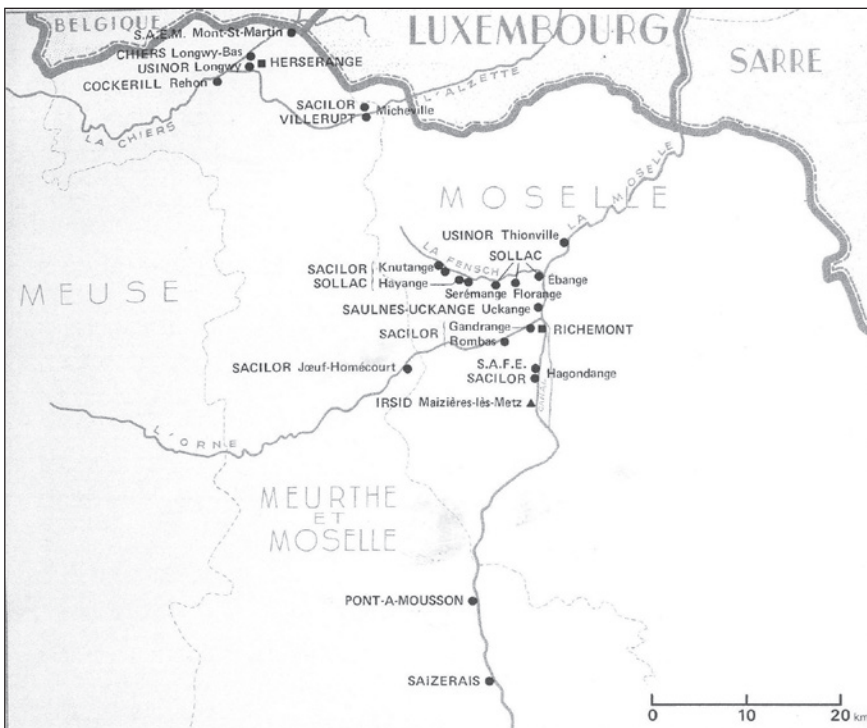 BELGIQUE
S.A.E.M. Mont-St-Martin
LUXEMBOURG
SARRE
CHIERS Longwy-Bas
USINOR Longwy
HERSERANGE
COCKERILL Rehon
LA CHIERS
SACILOR
VILLERUPT
Micheville
L'ALZETTE
MOSELLE
LA MOSELLE
USINOR Thionville
LA FENSCH
SOLLAC
SACILOR Knutange
SOLLAC Hayange
Ébange
Serémange Florange
MEUSE
SAULNES-UCKANGE Uckange
SACILOR
Gandrange
Rombas
RICHEMONT
SACILOR Jœuf-Homécourt
S.A.F.E.
SACILOR
Hagondange
IRSID Maizières-lès-Metz
L'ORNE
MEURTHE
ET
MOSELLE
PONT-A-MOUSSON
SAIZERAIS
0 10 20 km